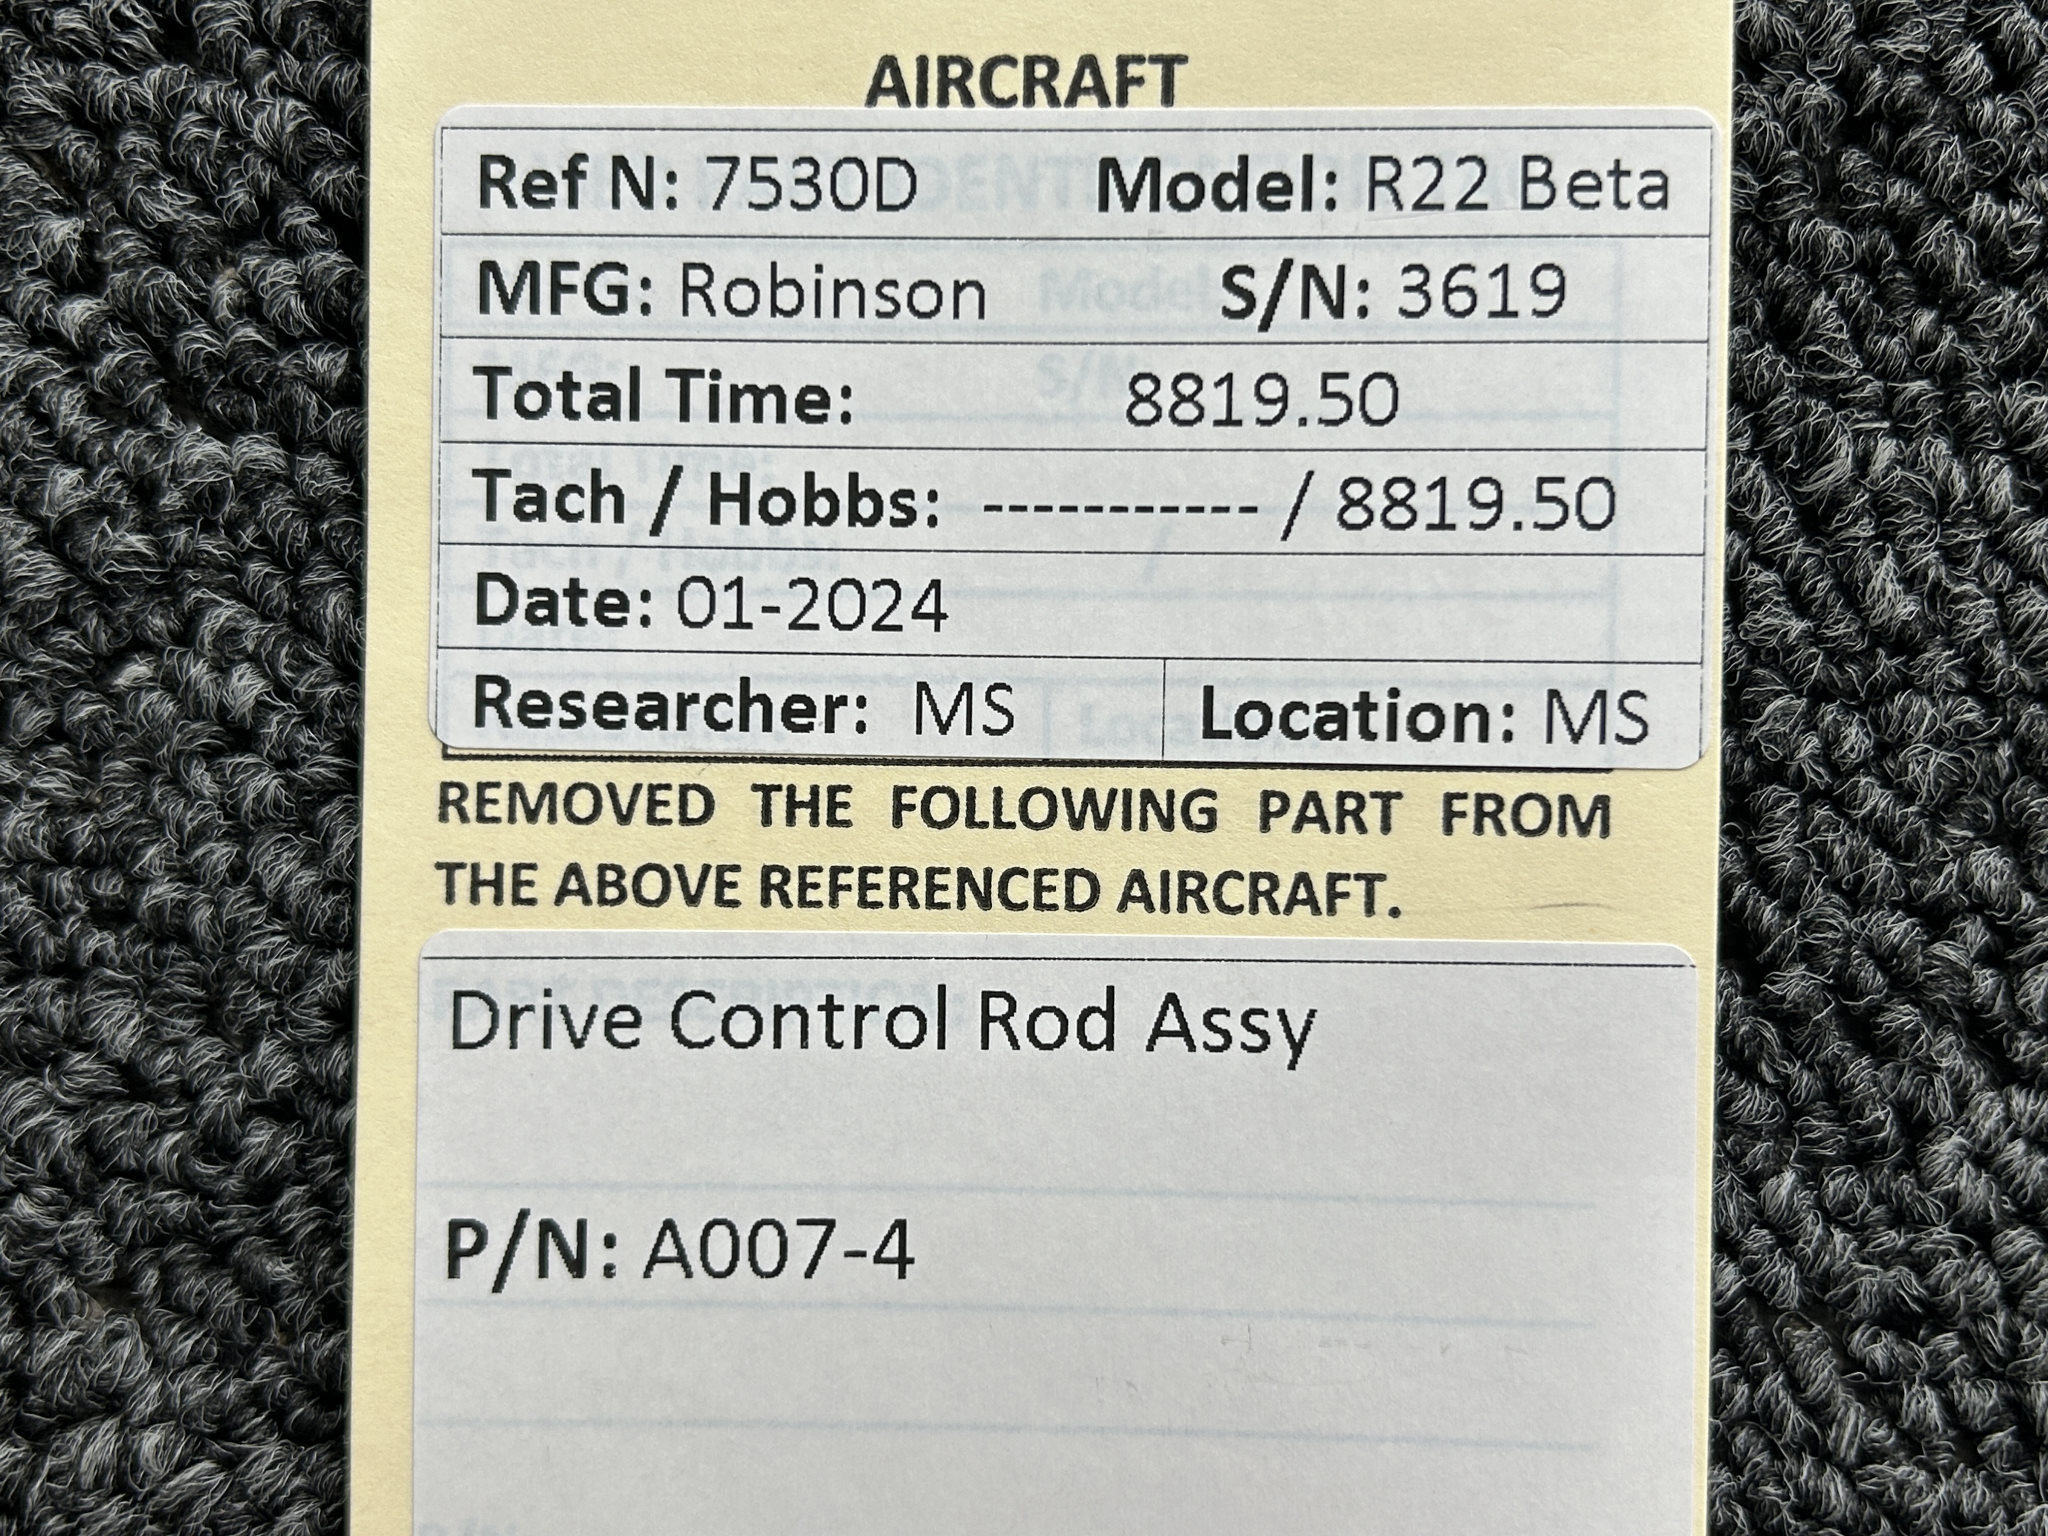 AIRCRAFT
Ref N: 7530D Model: R22 Beta
MFG: Robinson S/N: 3619
Total Time: 8819.50
Tach / Hobbs: ----------- / 8819.50
Date: 01-2024
Researcher: MS Location: MS
REMOVED THE FOLLOWING PART FROM
THE ABOVE REFERENCED AIRCRAFT.
Drive Control Rod Assy
P/N: A007-4